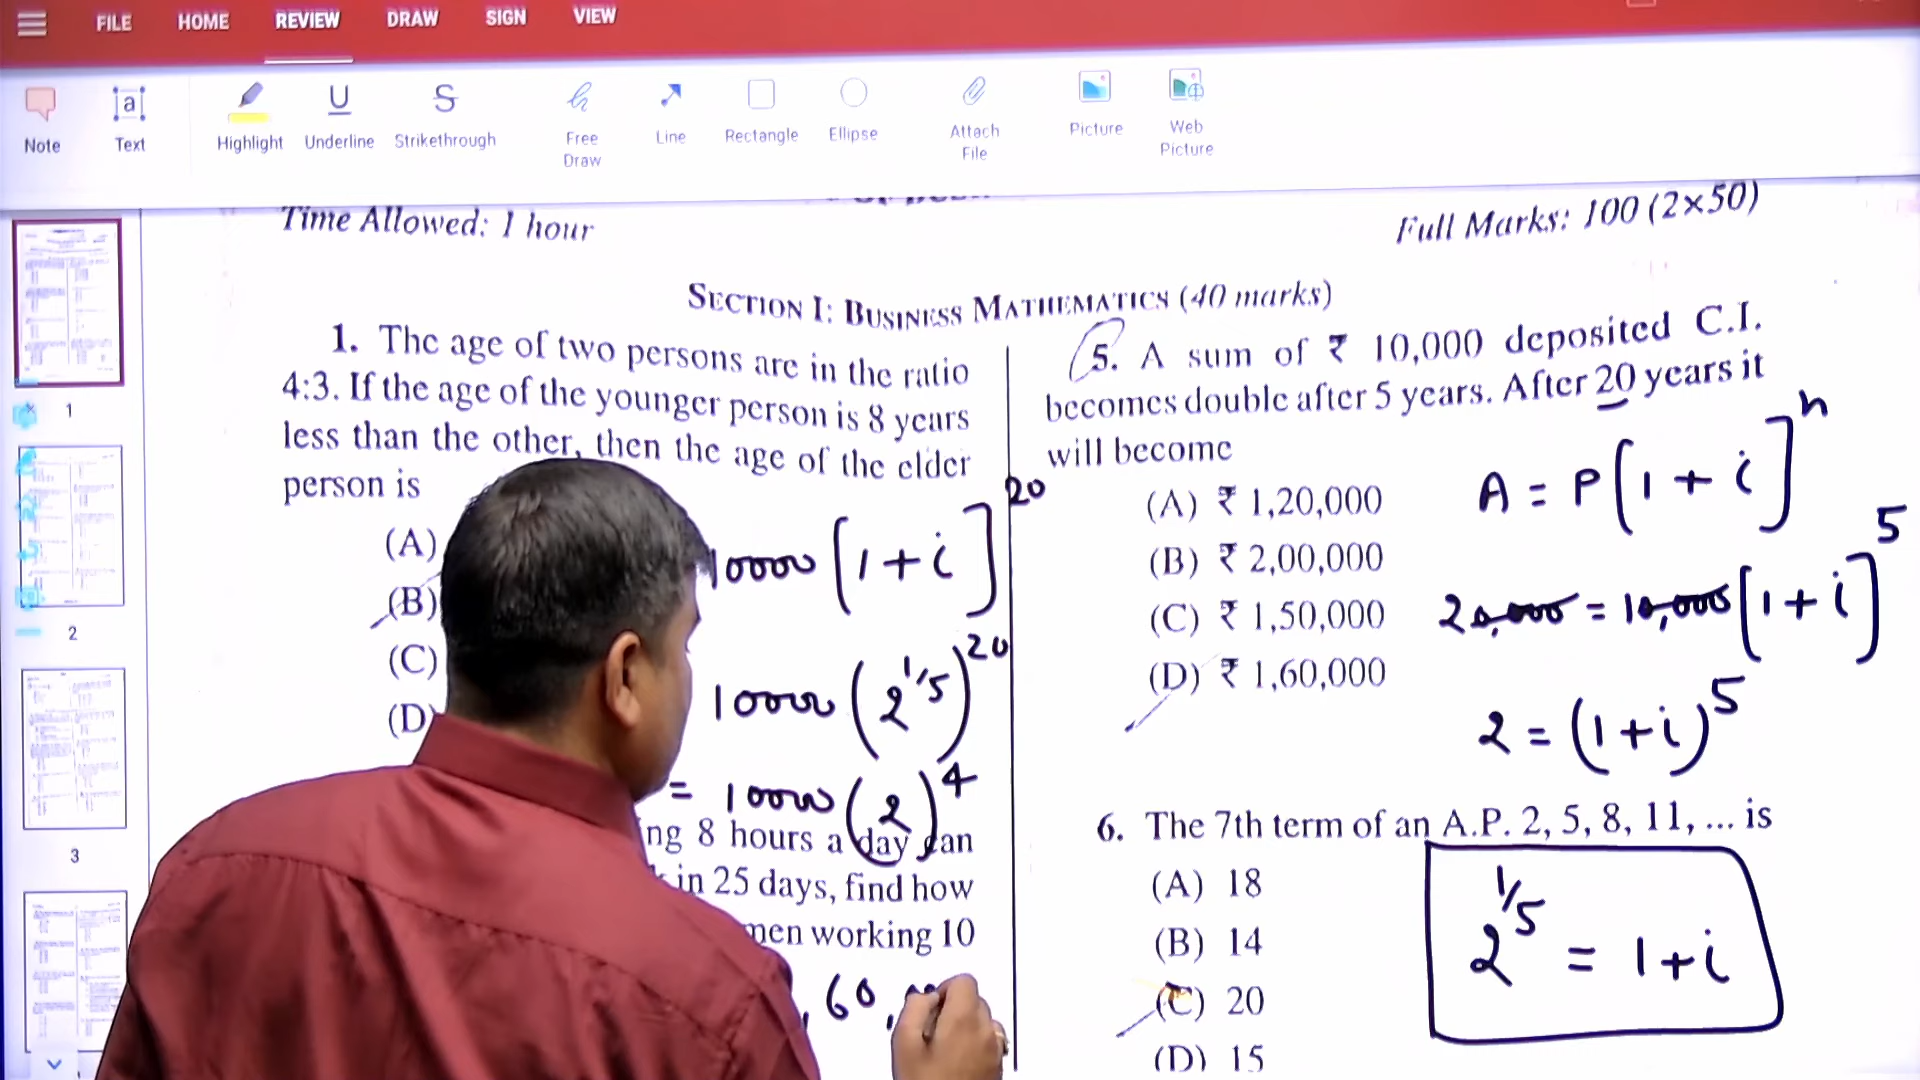 FILE HOME REVIEW DRAW SIGN VIEW
Note Text Highlight Underline Strikethrough Free Draw Line Rectangle Ellipse Attach File Picture Web Picture
Time Allowed: 1 hour
Full Marks: 100 (2×50)
SECTION I: BUSINESS MATHEMATICS (40 marks)
1. The age of two persons are in the ratio
4:3. If the age of the younger person is 8 years
less than the other, then the age of the elder
person is
(A)
(B)
(C)
(D)
10000 [1+i]^20
10000 (2^1/5)^20
= 10000 (2)^4
ng 8 hours a day can
in 25 days, find how
men working 10
, 60,
5. A sum of ₹ 10,000 deposited C.I.
becomes double after 5 years. After 20 years it
will become
(A) ₹ 1,20,000
(B) ₹ 2,00,000
(C) ₹ 1,50,000
(D) ₹ 1,60,000
A = P[1+i]^n
20,000 = 10,000[1+i]^5
2 = (1+i)^5
6. The 7th term of an A.P. 2, 5, 8, 11, ... is
(A) 18
(B) 14
(C) 20
(D) 15
2^1/5 = 1+i
1
2
3